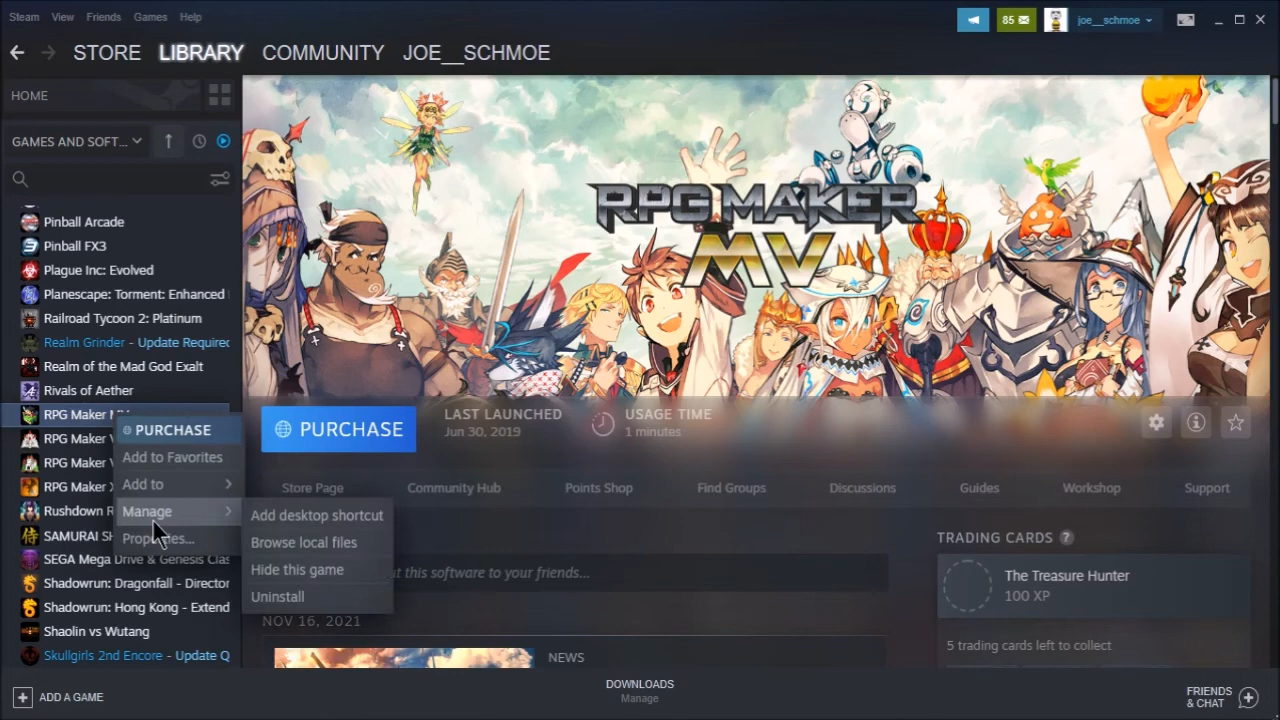 Steam View Friends Games Help
85
joe__schmoe
STORE LIBRARY COMMUNITY JOE__SCHMOE
HOME
GAMES AND SOFT...
Pinball Arcade
Pinball FX3
Plague Inc: Evolved
Planescape: Torment: Enhanced
Railroad Tycoon 2: Platinum
Realm Grinder - Update Required
Realm of the Mad God Exalt
Rivals of Aether
RPG Maker MV
RPG Maker V
RPG Maker V
RPG Maker X
Rushdown R
SAMURAI SH
SEGA Mega Drive & Genesis Clas
Shadowrun: Dragonfall - Director
Shadowrun: Hong Kong - Extend
Shaolin vs Wutang
Skullgirls 2nd Encore - Update Q
PURCHASE
Add to Favorites
Add to
Manage
Properties...
Add desktop shortcut
Browse local files
Hide this game
Uninstall
RPG MAKER
MV
PURCHASE
LAST LAUNCHED
Jun 30, 2019
USAGE TIME
1 minutes
Store Page Community Hub Points Shop Find Groups Discussions Guides Workshop Support
ut this software to your friends...
NOV 16, 2021
NEWS
TRADING CARDS ?
The Treasure Hunter
100 XP
5 trading cards left to collect
ADD A GAME
DOWNLOADS
Manage
FRIENDS
& CHAT